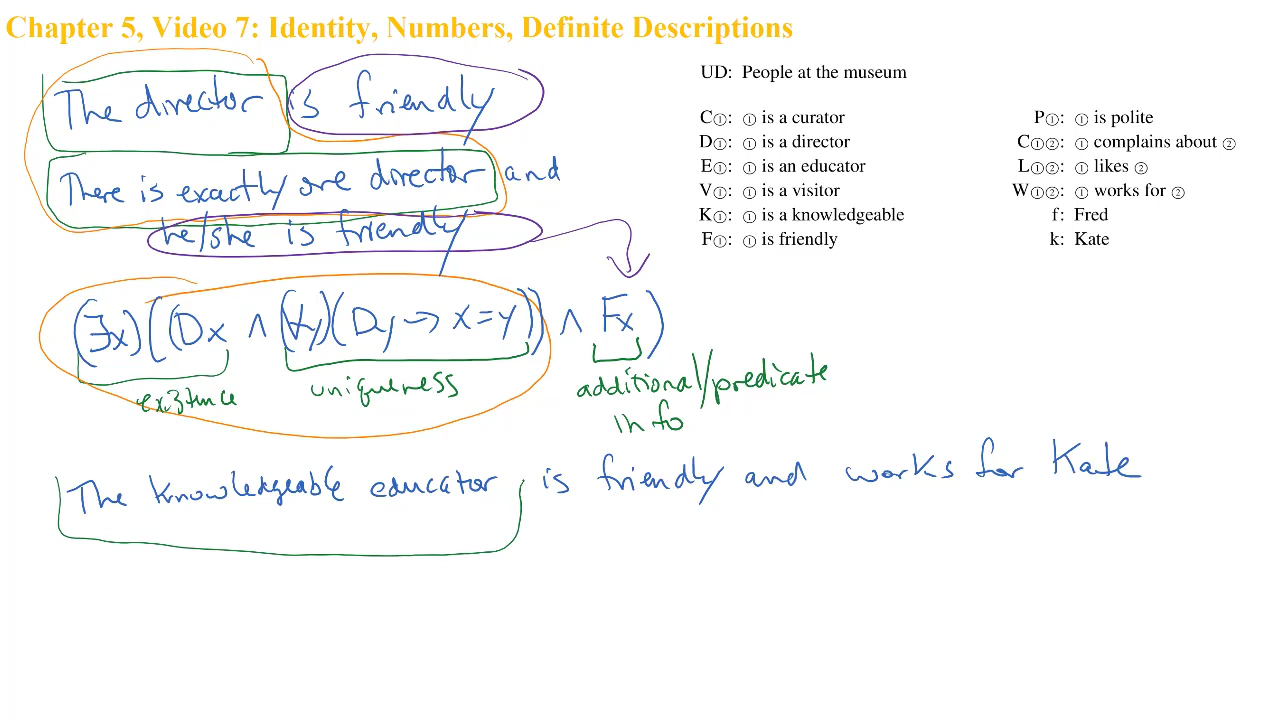 Chapter 5, Video 7: Identity, Numbers, Definite Descriptions
The director is friendly
There is exactly one director and
he/she is friendly
(∃x)((Dx ∧ (∀y)(Dy → x=y)) ∧ Fx)
existence
uniqueness
additional/predicate
info
The knowledgeable educator is friendly and works for Kate
UD: People at the museum
C①: ① is a curator
D①: ① is a director
E①: ① is an educator
V①: ① is a visitor
K①: ① is a knowledgeable
F①: ① is friendly
P①: ① is polite
C①②: ① complains about ②
L①②: ① likes ②
W①②: ① works for ②
f: Fred
k: Kate